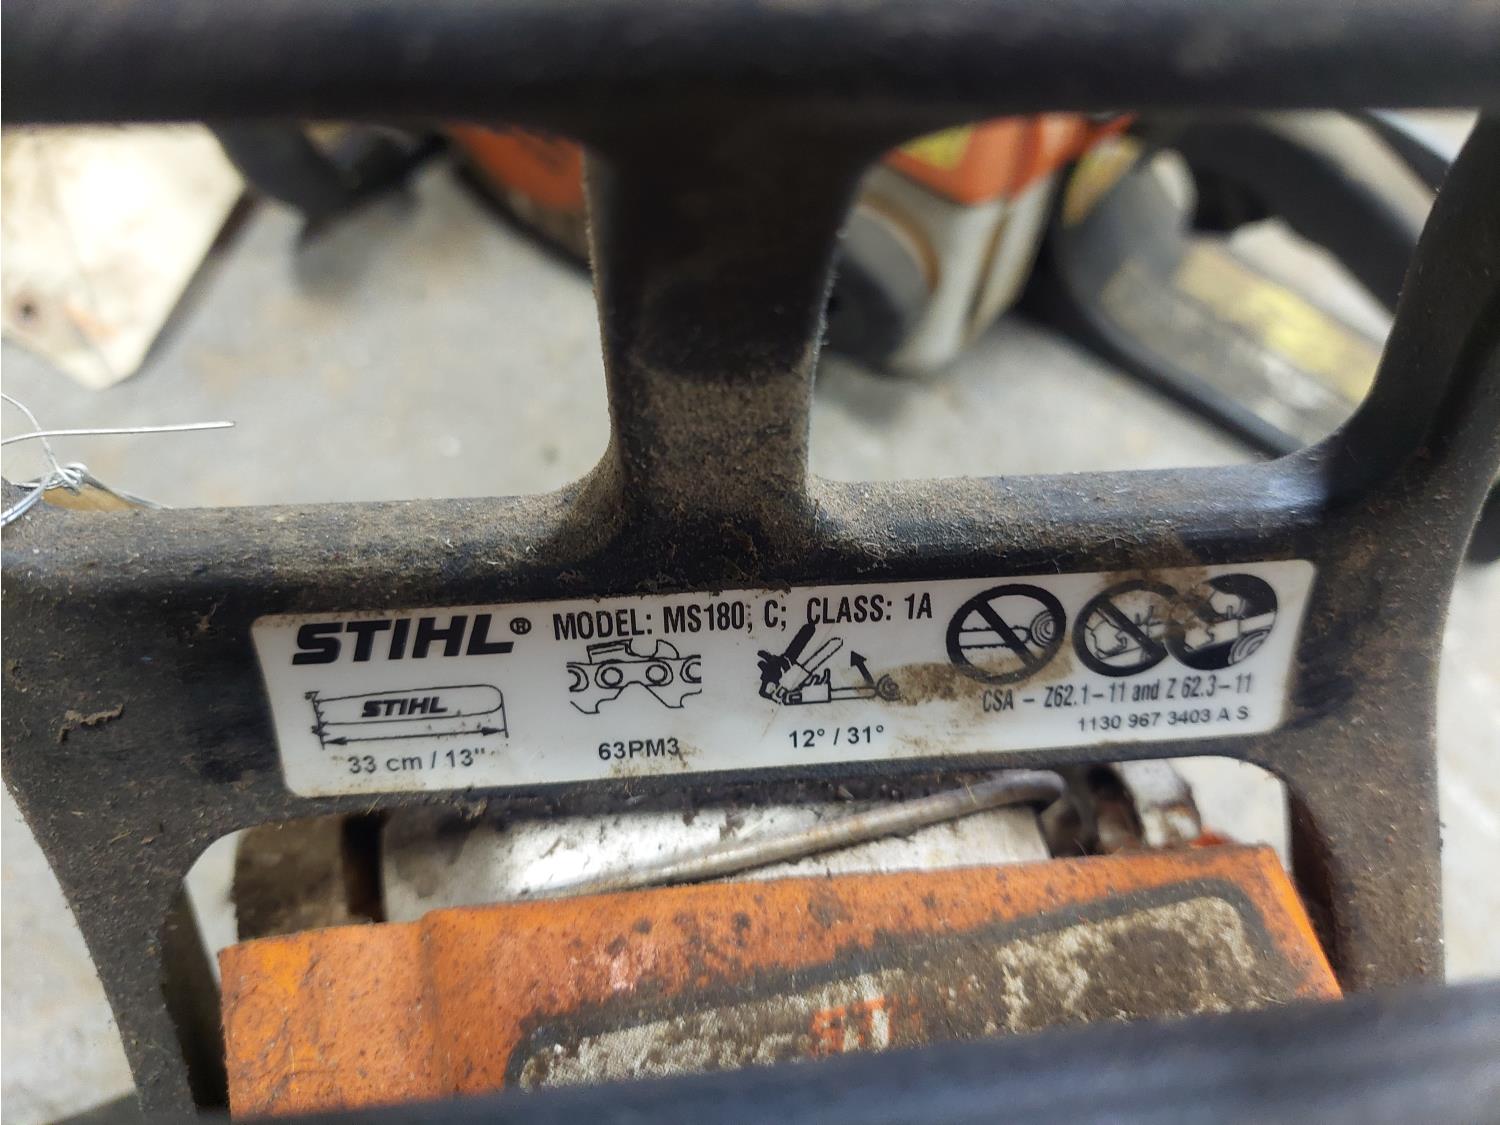 STIHL® MODEL: MS180, C; CLASS: 1A
STIHL
33 cm / 13"
63PM3
12° / 31°
CSA - Z62.1-11 and Z 62.3-11
1130 967 3403 A S
ST